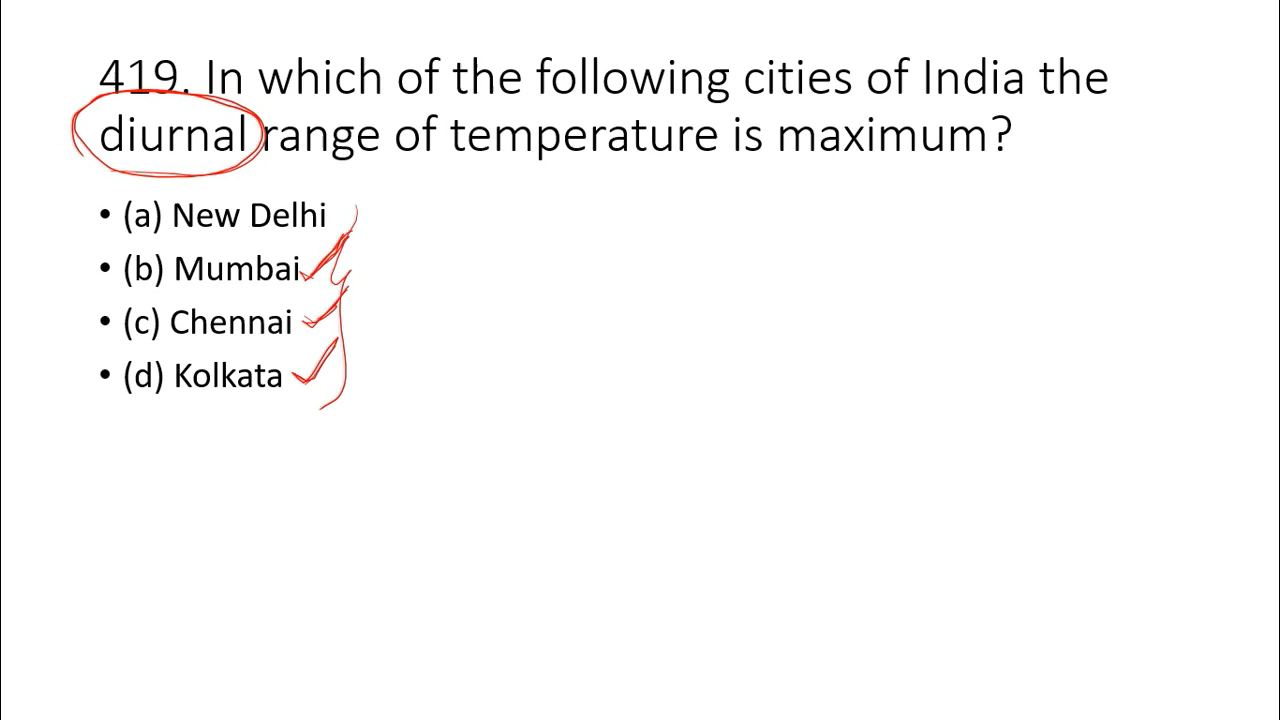 419. In which of the following cities of India the
diurnal range of temperature is maximum?
• (a) New Delhi
• (b) Mumbai
• (c) Chennai
• (d) Kolkata